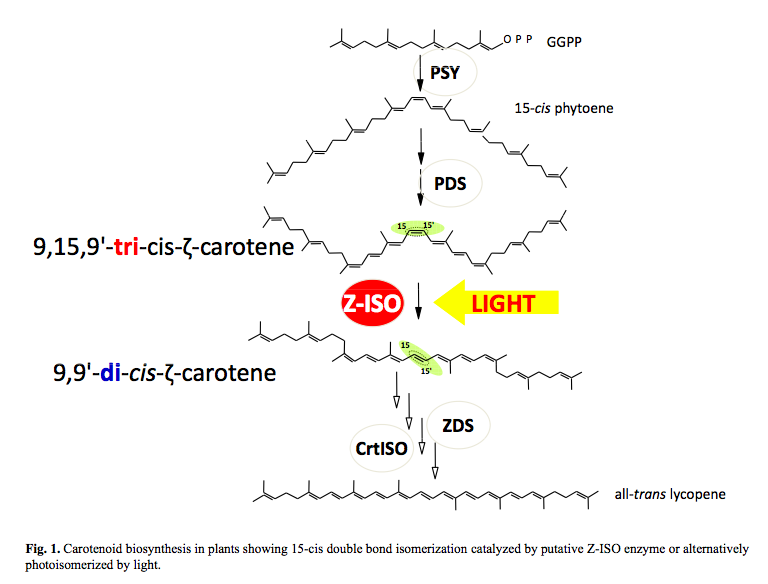 OPP GGPP
PSY
15-cis phytoene
PDS
15 15'
9,15,9'-tri-cis-ζ-carotene
Z-ISO LIGHT
15
9,9'-di-cis-ζ-carotene
15'
ZDS
CrtISO
all-trans lycopene
Fig. 1. Carotenoid biosynthesis in plants showing 15-cis double bond isomerization catalyzed by putative Z-ISO enzyme or alternatively
photoisomerized by light.